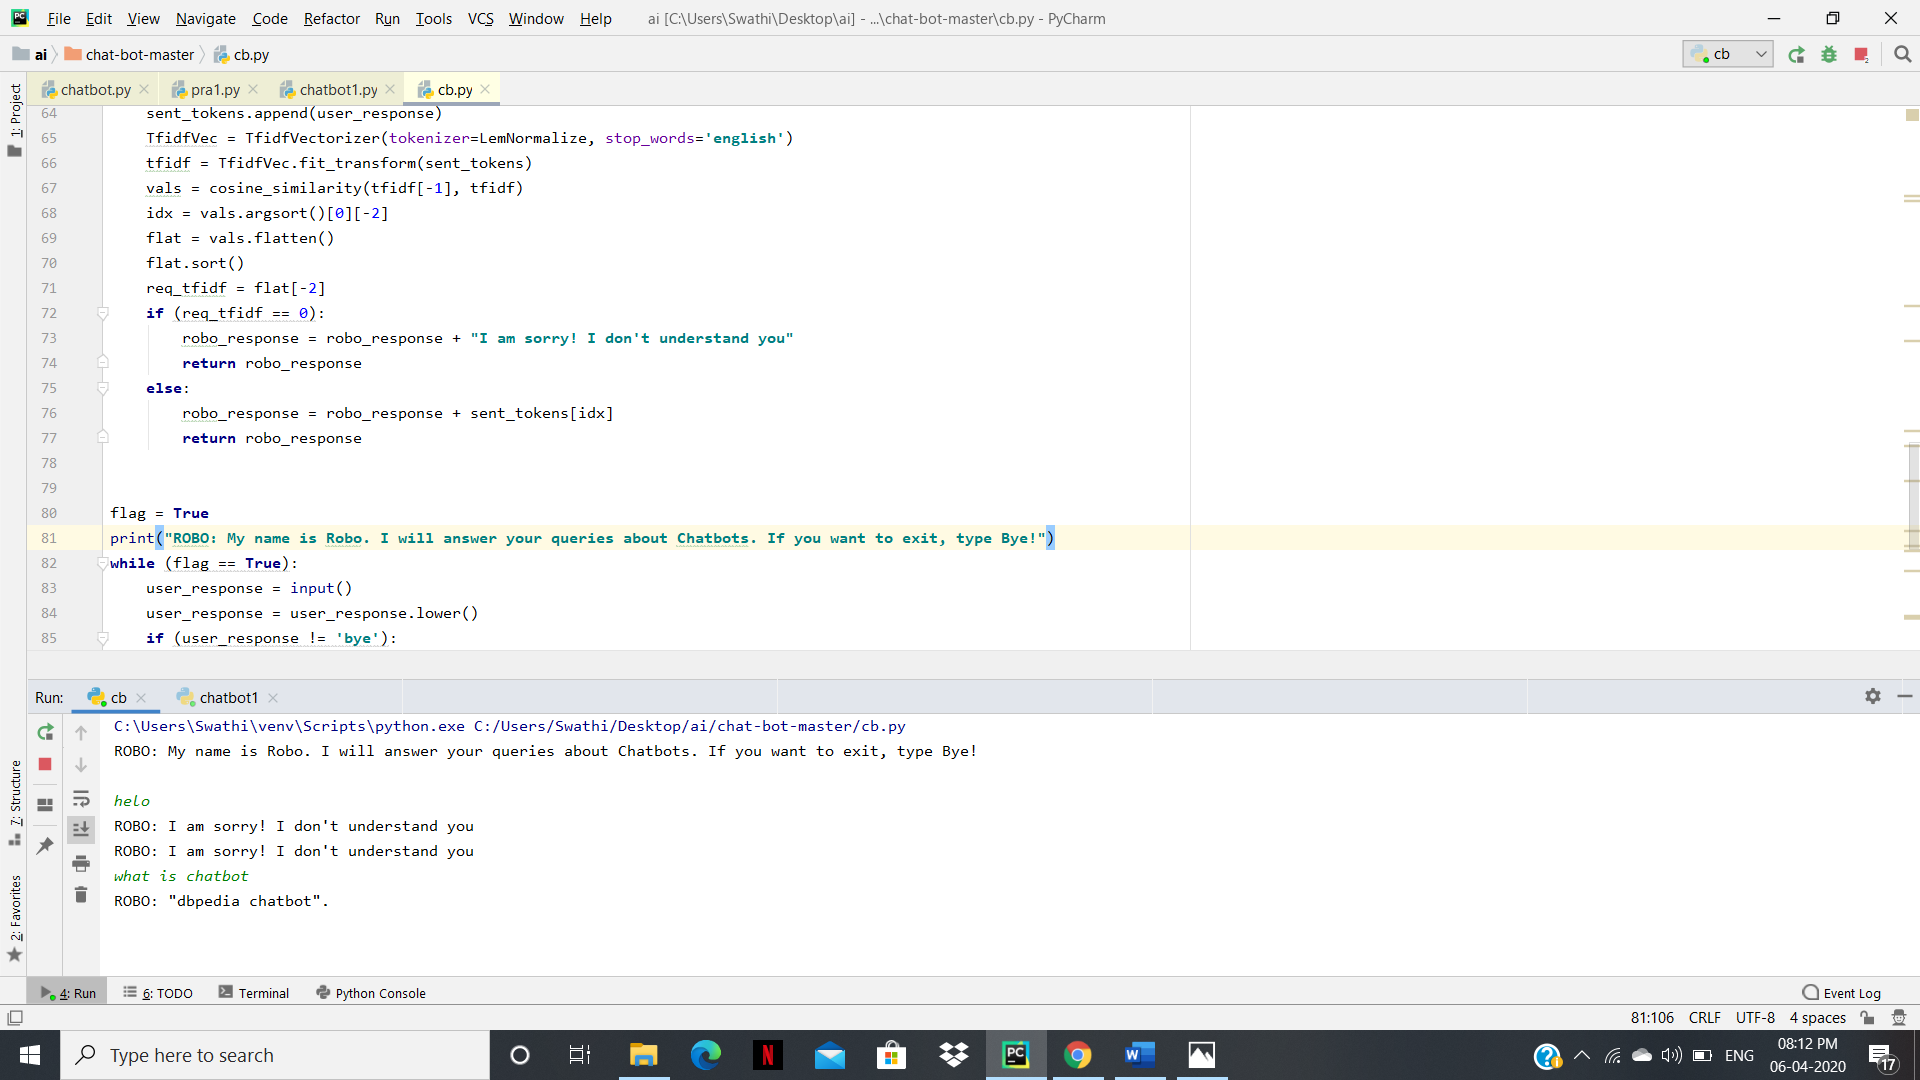 File Edit View Navigate Code Refactor Run Tools VCS Window Help ai [C:\Users\Swathi\Desktop\ai] - ...\chat-bot-master\cb.py - PyCharm
ai chat-bot-master cb.py cb
chatbot.py pra1.py chatbot1.py cb.py
1: Project
64 sent_tokens.append(user_response)
65 TfidfVec = TfidfVectorizer(tokenizer=LemNormalize, stop_words='english')
66 tfidf = TfidfVec.fit_transform(sent_tokens)
67 vals = cosine_similarity(tfidf[-1], tfidf)
68 idx = vals.argsort()[0][-2]
69 flat = vals.flatten()
70 flat.sort()
71 req_tfidf = flat[-2]
72 if (req_tfidf == 0):
73 robo_response = robo_response + "I am sorry! I don't understand you"
74 return robo_response
75 else:
76 robo_response = robo_response + sent_tokens[idx]
77 return robo_response
78
79
80 flag = True
81 print("ROBO: My name is Robo. I will answer your queries about Chatbots. If you want to exit, type Bye!")
82 while (flag == True):
83 user_response = input()
84 user_response = user_response.lower()
85 if (user_response != 'bye'):
Run: cb chatbot1
C:\Users\Swathi\venv\Scripts\python.exe C:/Users/Swathi/Desktop/ai/chat-bot-master/cb.py
ROBO: My name is Robo. I will answer your queries about Chatbots. If you want to exit, type Bye!
helo
ROBO: I am sorry! I don't understand you
ROBO: I am sorry! I don't understand you
what is chatbot
ROBO: "dbpedia chatbot".
7: Structure
2: Favorites
4: Run 6: TODO Terminal Python Console Event Log
81:106 CRLF UTF-8 4 spaces
Type here to search
ENG
08:12 PM
06-04-2020
17